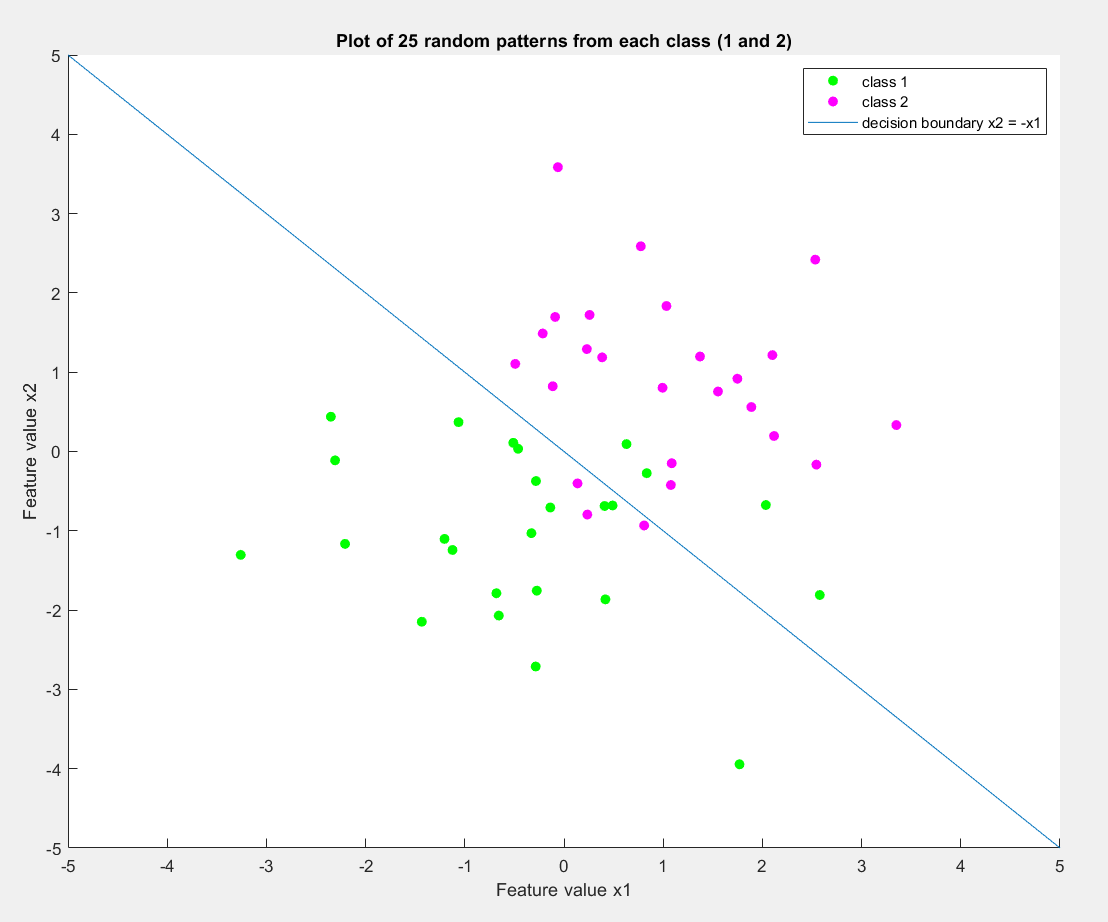 Plot of 25 random patterns from each class (1 and 2)
class 1
class 2
decision boundary x2 = -x1
5
4
3
2
1
0
-1
-2
-3
-4
-5
Feature value x2
-5 -4 -3 -2 -1 0 1 2 3 4 5
Feature value x1